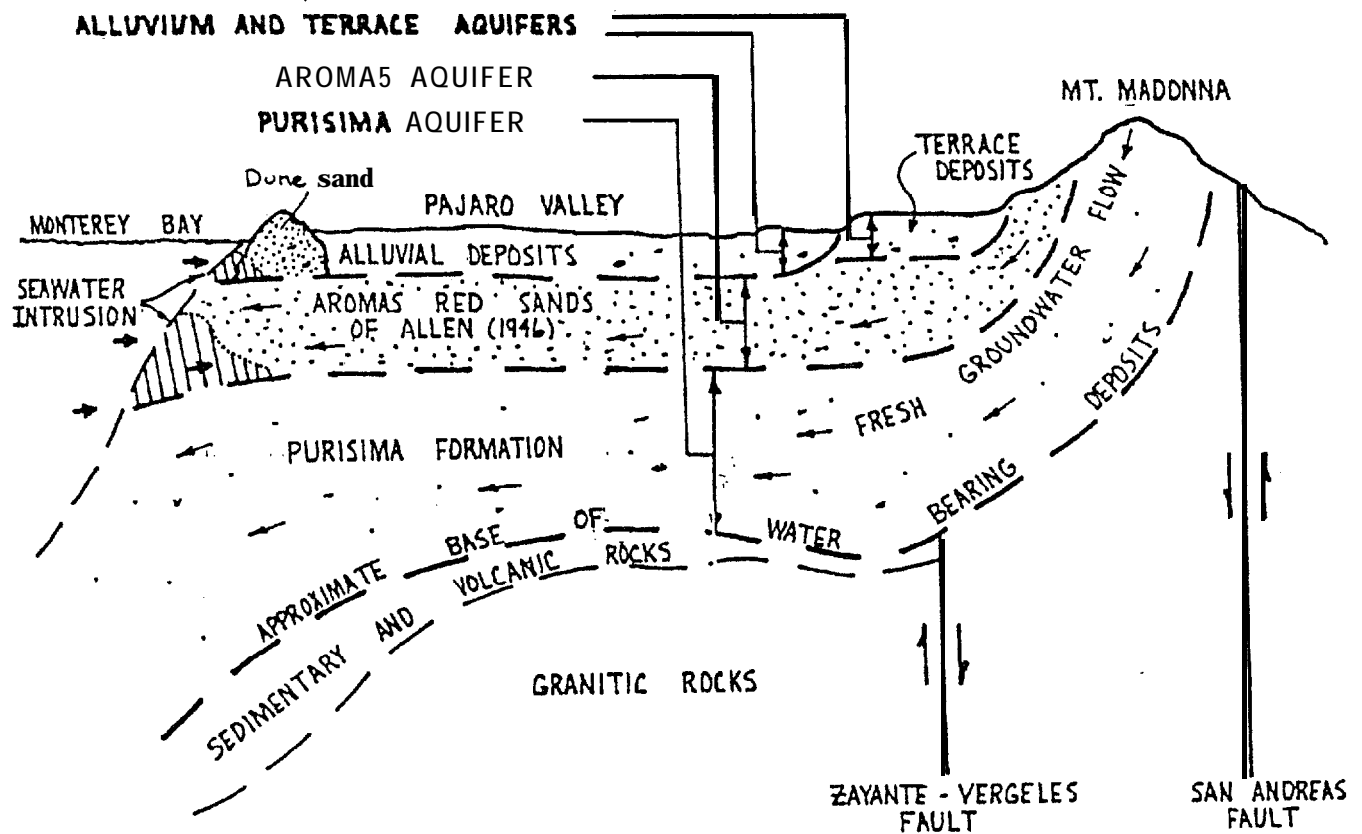 ALLUVIUM AND TERRACE AQUIFERS
AROMA5 AQUIFER
PURISIMA AQUIFER
MT. MADONNA
TERRACE
DEPOSITS
Dune sand
MONTEREY BAY
PAJARO VALLEY
ALLUVIAL DEPOSITS
SEAWATER
INTRUSION
AROMAS RED SANDS
OF ALLEN (1946)
FRESH GROUNDWATER FLOW
PURISIMA FORMATION
APPROXIMATE BASE OF WATER BEARING DEPOSITS
SEDIMENTARY AND VOLCANIC ROCKS
GRANITIC ROCKS
ZAYANTE - VERGELES
FAULT
SAN ANDREAS
FAULT